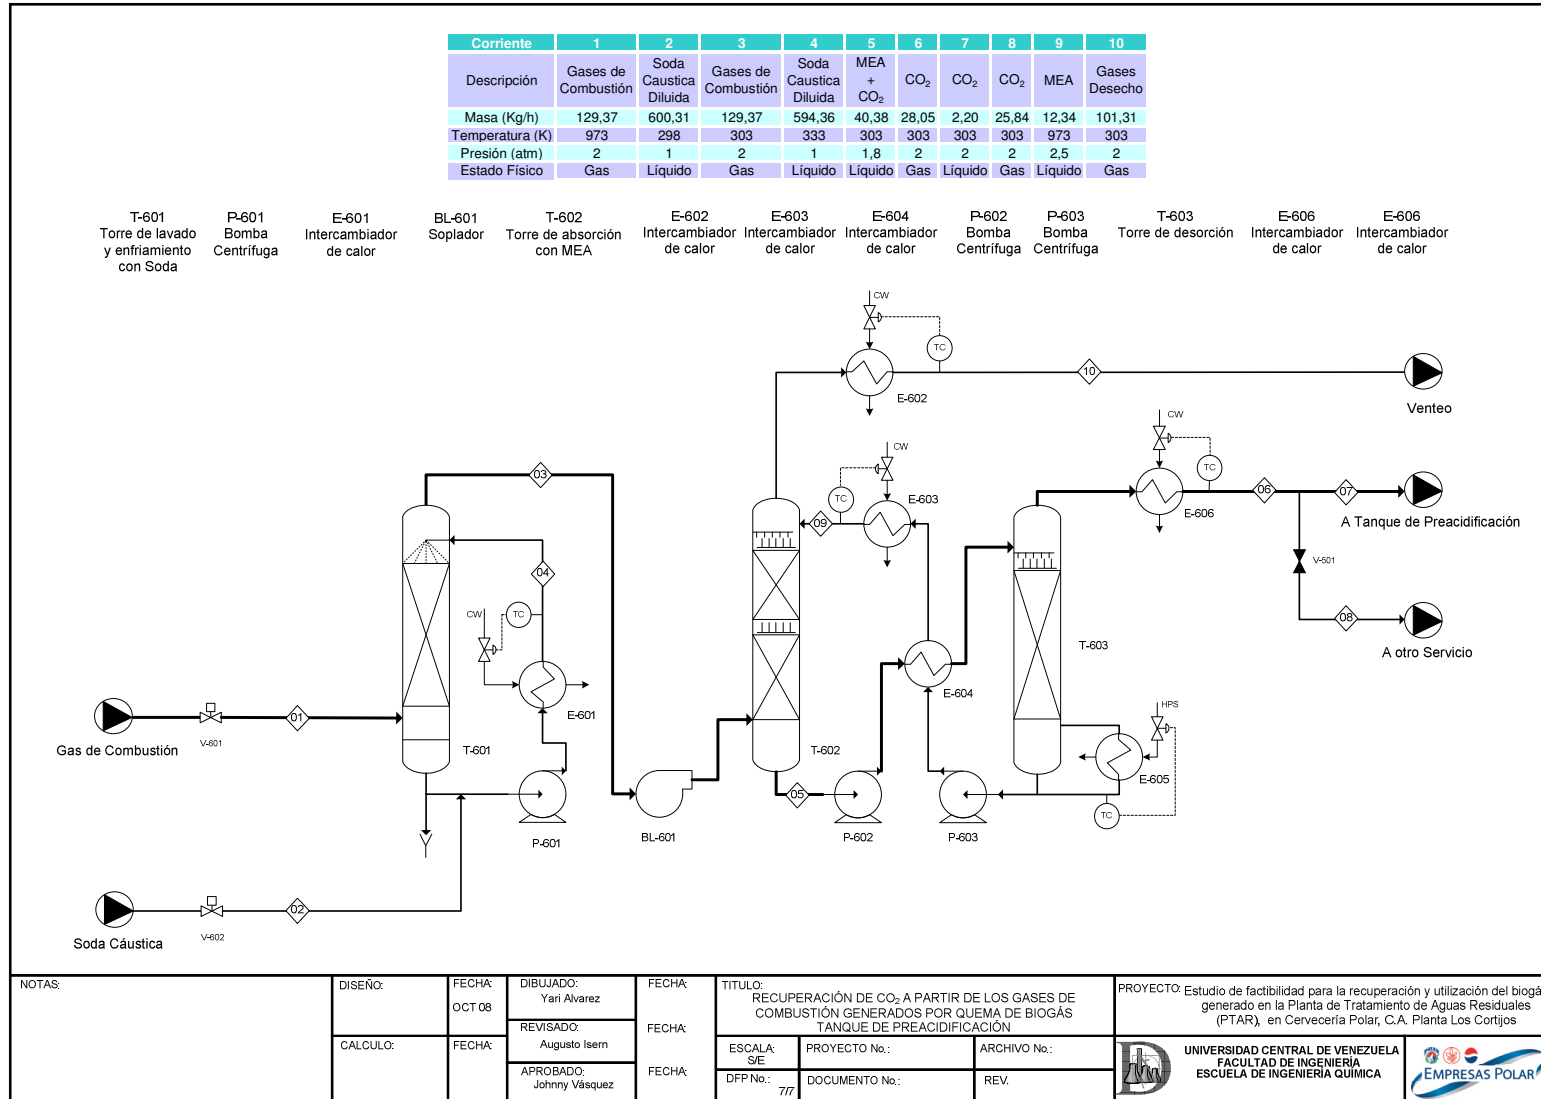 Corriente 1 2 3 4 5 6 7 8 9 10
Descripción Gases de Combustión Soda Caustica Diluida Gases de Combustión Soda Caustica Diluida MEA + CO₂ CO₂ CO₂ CO₂ MEA Gases Desecho
Masa (Kg/h) 129,37 600,31 129,37 594,36 40,38 28,05 2,20 25,84 12,34 101,31
Temperatura (K) 973 298 303 333 303 303 303 303 973 303
Presión (atm) 2 1 2 1 1,8 2 2 2 2,5 2
Estado Físico Gas Líquido Gas Líquido Líquido Gas Líquido Gas Líquido Gas
T-601
Torre de lavado
y enfriamiento
con Soda
P-601
Bomba
Centrífuga
E-601
Intercambiador
de calor
BL-601
Soplador
T-602
Torre de absorción
con MEA
E-602
Intercambiador
de calor
E-603
Intercambiador
de calor
E-604
Intercambiador
de calor
P-602
Bomba
Centrífuga
P-603
Bomba
Centrífuga
T-603
Torre de desorción
E-606
Intercambiador
de calor
E-606
Intercambiador
de calor
CW
TC
10
E-602
Venteo
CW
TC
03
CW
TC
E-603
06
07
E-606
A Tanque de Preacidificación
09
04
V-501
CW
TC
08
T-603
A otro Servicio
E-604
E-601
HPS
01
Gas de Combustión
V-601
T-601
T-602
E-605
05
TC
P-601
BL-601
P-602
P-603
02
Soda Cáustica
V-602
NOTAS:
DISEÑO:
FECHA:
OCT 08
DIBUJADO:
Yari Alvarez
FECHA:
REVISADO:
Augusto Isern
FECHA:
CALCULO:
FECHA:
APROBADO:
Johnny Vásquez
FECHA:
TITULO:
RECUPERACIÓN DE CO₂ A PARTIR DE LOS GASES DE
COMBUSTIÓN GENERADOS POR QUEMA DE BIOGÁS
TANQUE DE PREACIDIFICACIÓN
ESCALA:
S/E
PROYECTO No.:
ARCHIVO No.:
DFP No.:
7/7
DOCUMENTO No.:
REV.
PROYECTO: Estudio de factibilidad para la recuperación y utilización del biogá
generado en la Planta de Tratamiento de Aguas Residuales
(PTAR), en Cervecería Polar, C.A. Planta Los Cortijos
UNIVERSIDAD CENTRAL DE VENEZUELA
FACULTAD DE INGENIERÍA
ESCUELA DE INGENIERÍA QUÍMICA
EMPRESAS POLAR